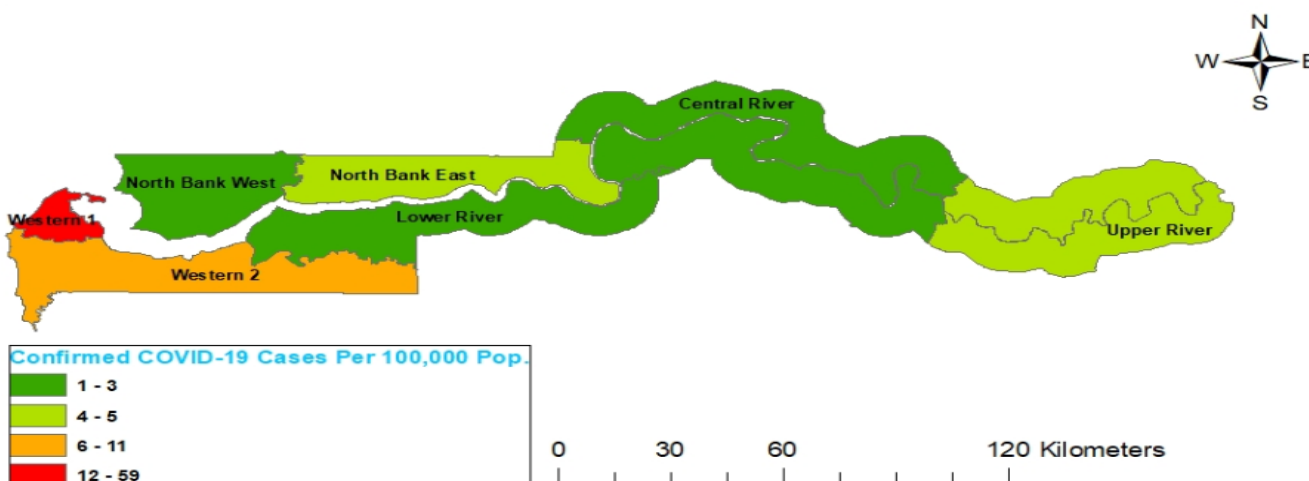 N
W E
S
Central River
North Bank West
North Bank East
Western 1
Lower River
Upper River
Western 2
Confirmed COVID-19 Cases Per 100,000 Pop.
1 - 3
4 - 5
6 - 11
12 - 59
0 30 60 120 Kilometers